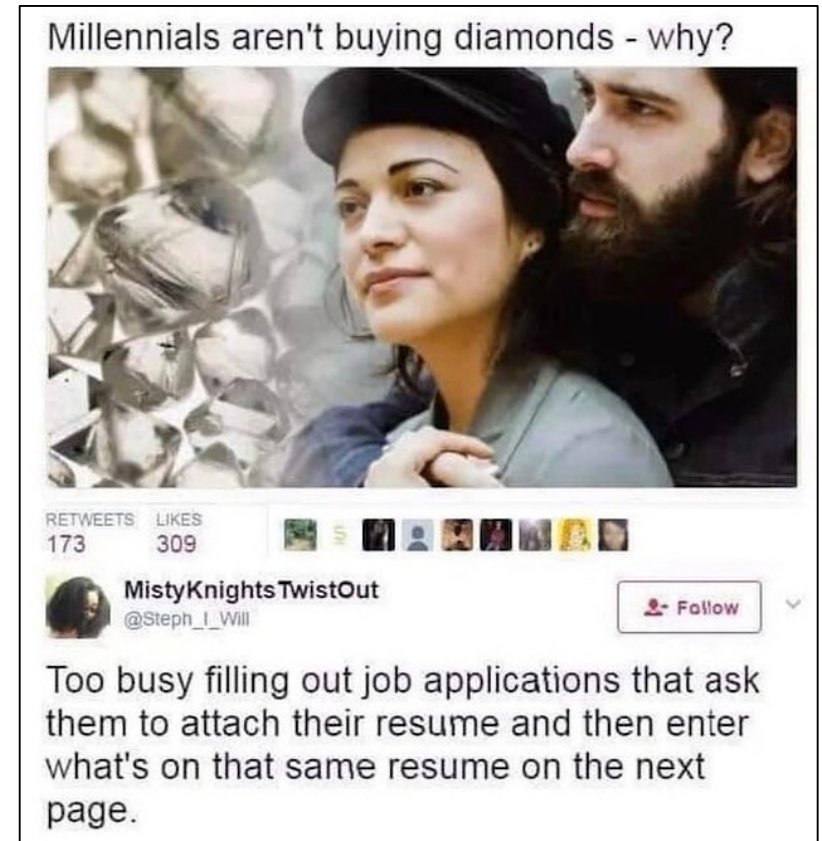 Millennials aren't buying diamonds - why?
RETWEETS LIKES
173 309
MistyKnightsTwistOut
@Steph_I_Will
Follow
Too busy filling out job applications that ask
them to attach their resume and then enter
what's on that same resume on the next
page.